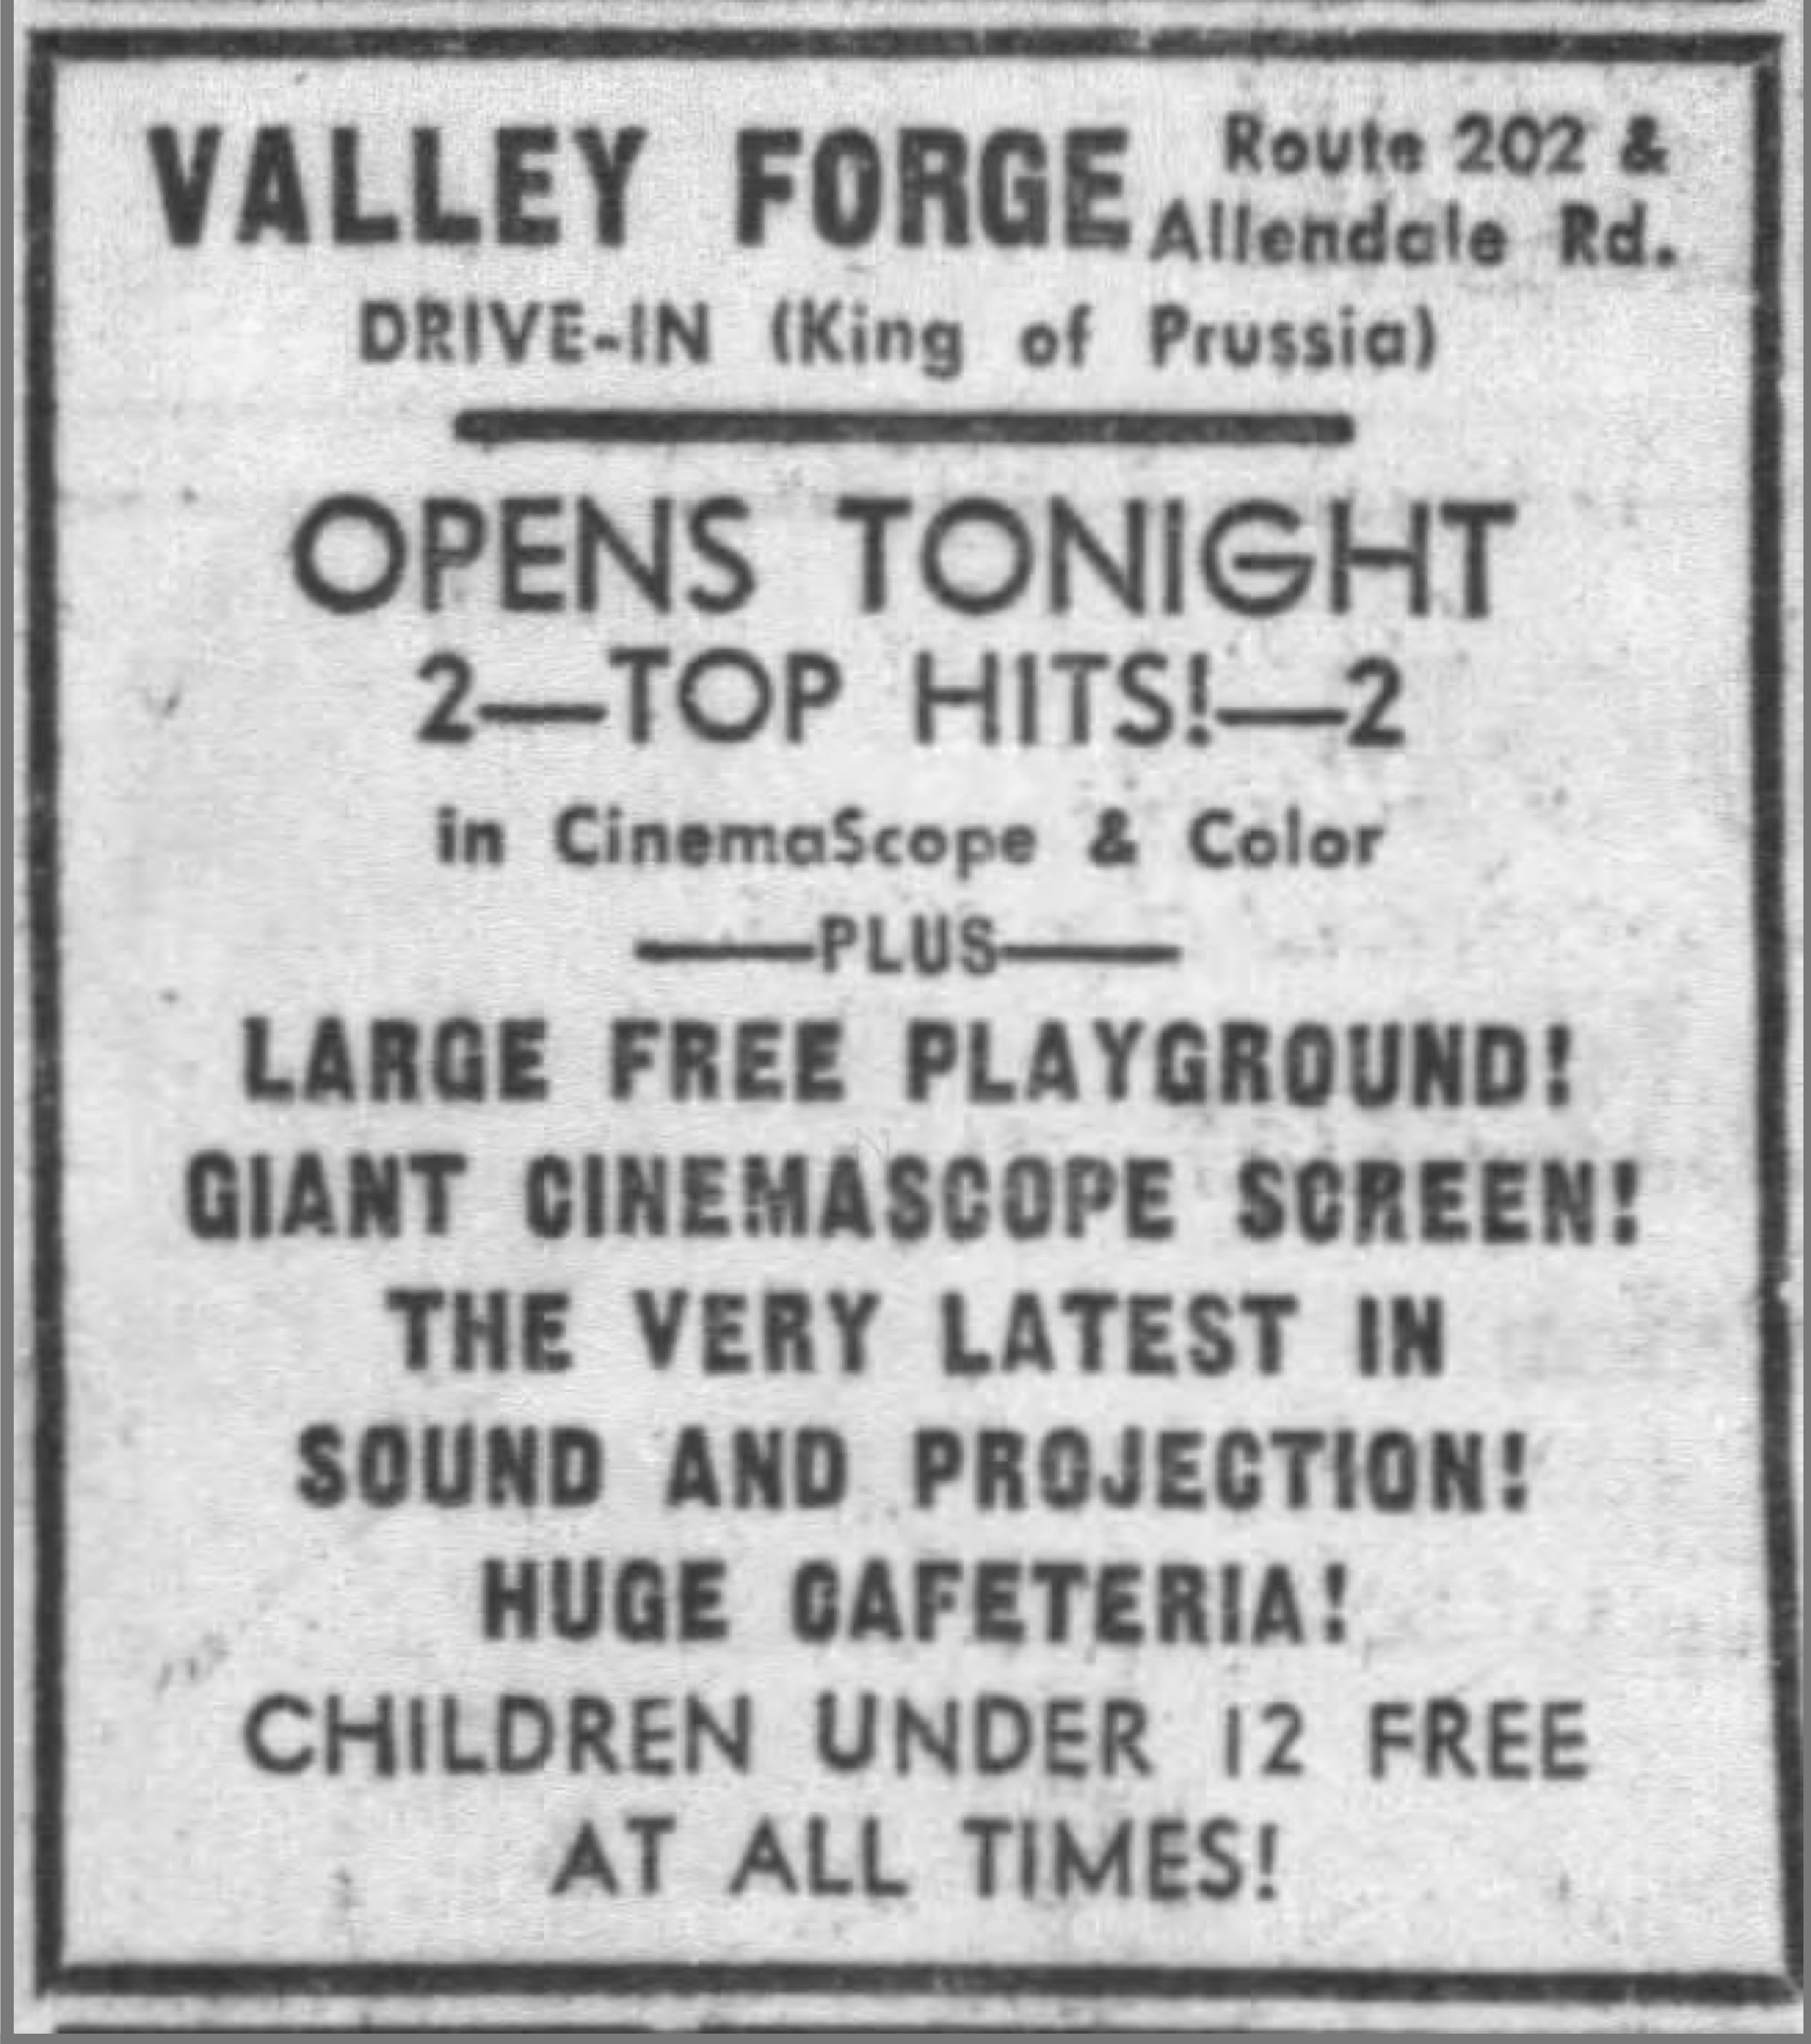 VALLEY FORGE Route 202 &
Allendale Rd.
DRIVE-IN (King of Prussia)
OPENS TONIGHT
2—TOP HITS!—2
in CinemaScope & Color
—PLUS—
LARGE FREE PLAYGROUND!
GIANT CINEMASCOPE SCREEN!
THE VERY LATEST IN
SOUND AND PROJECTION!
HUGE CAFETERIA!
CHILDREN UNDER 12 FREE
AT ALL TIMES!